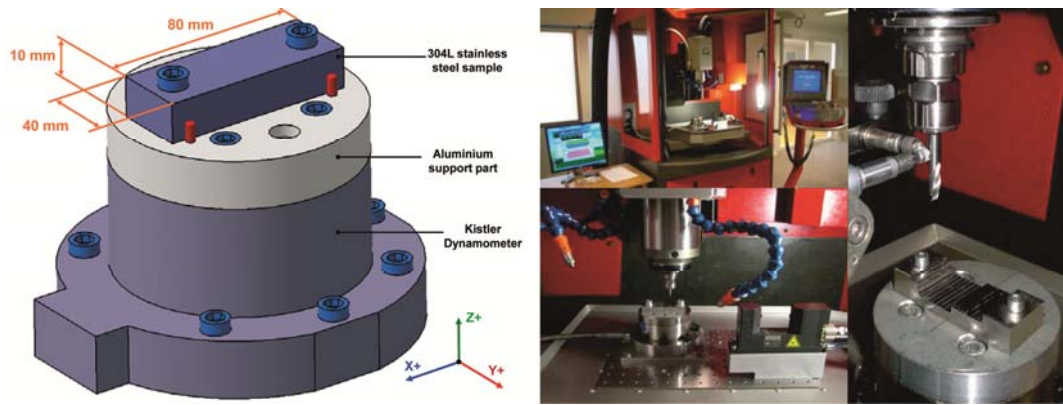 80 mm
10 mm
40 mm
304L stainless
steel sample
Aluminium
support part
Kistler
Dynamometer
Z+
X+
Y+